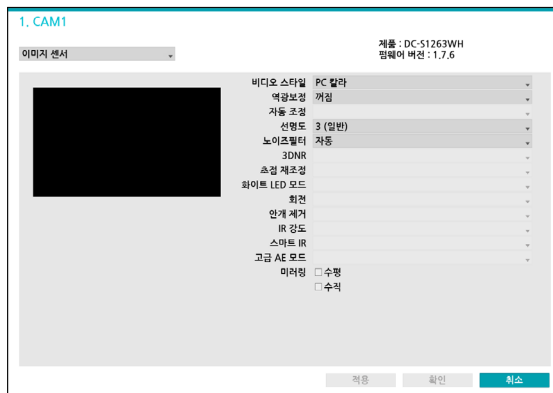 1. CAM1
제품 : DC-S1263WH
펌웨어 버전 : 1.7.6
이미지 센서
비디오 스타일 PC 칼라
역광보정 꺼짐
자동 조정
선명도 3 (일반)
노이즈필터 자동
3DNR
초점 재조정
화이트 LED 모드
회전
안개 제거
IR 강도
스마트 IR
고급 AE 모드
미러링 수평
수직
적용 확인 취소